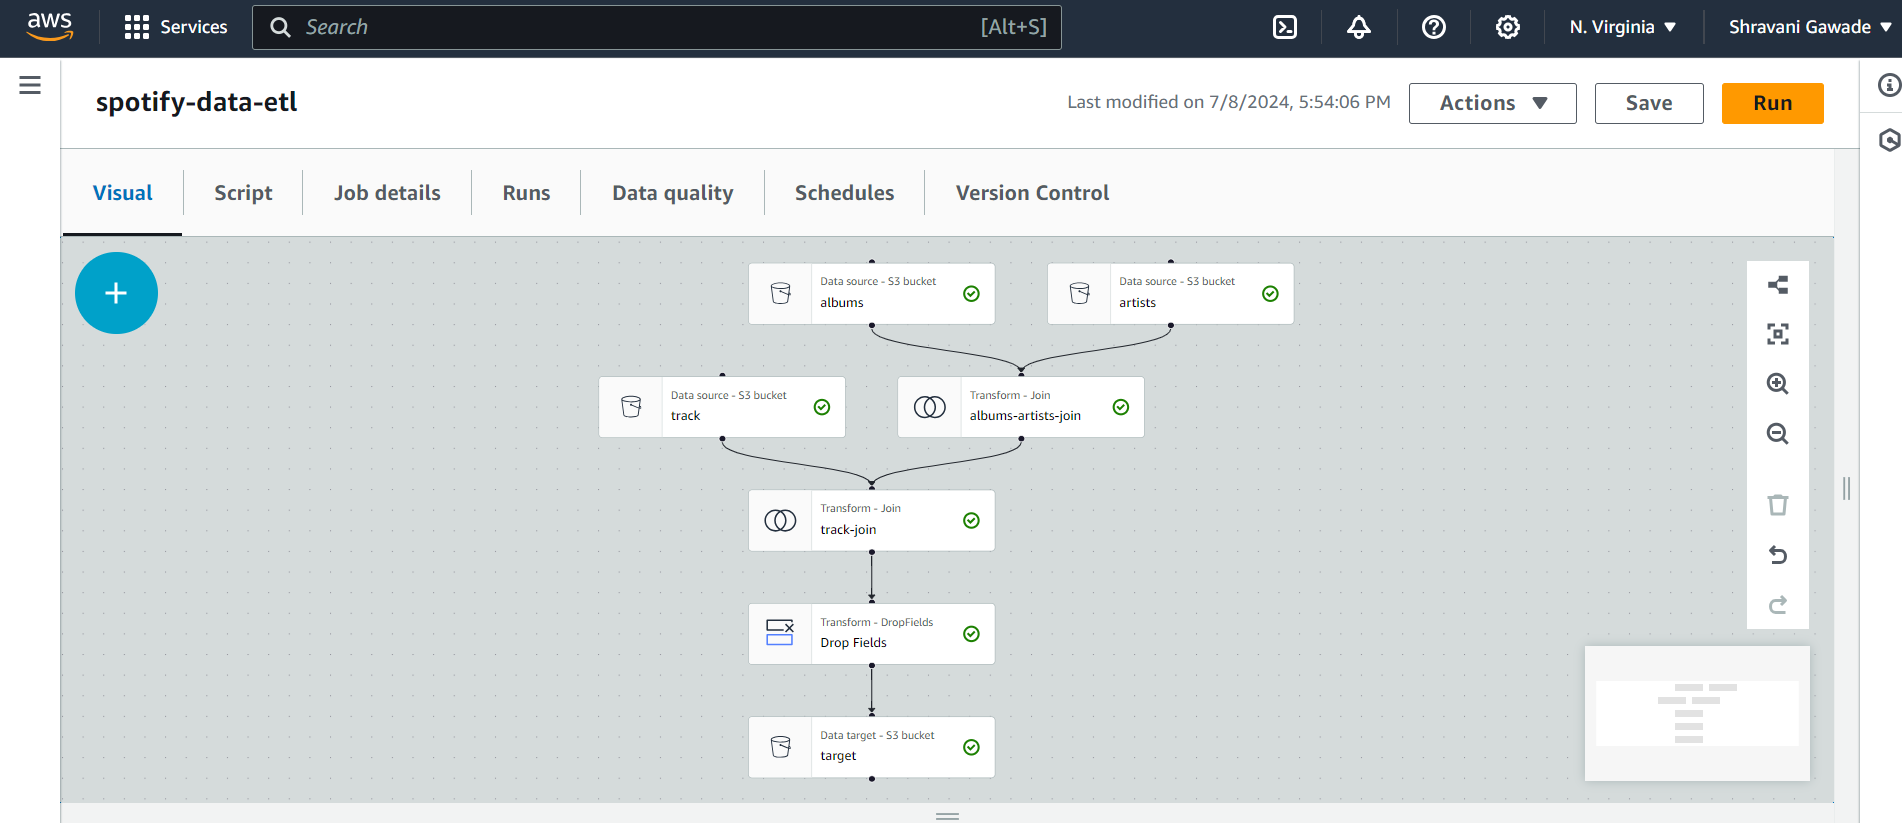 aws Services Search [Alt+S] N. Virginia Shravani Gawade
spotify-data-etl Last modified on 7/8/2024, 5:54:06 PM Actions Save Run
Visual Script Job details Runs Data quality Schedules Version Control
Data source - S3 bucket
albums
Data source - S3 bucket
artists
Data source - S3 bucket
track
Transform - Join
albums-artists-join
Transform - Join
track-join
Transform - DropFields
Drop Fields
Data target - S3 bucket
target